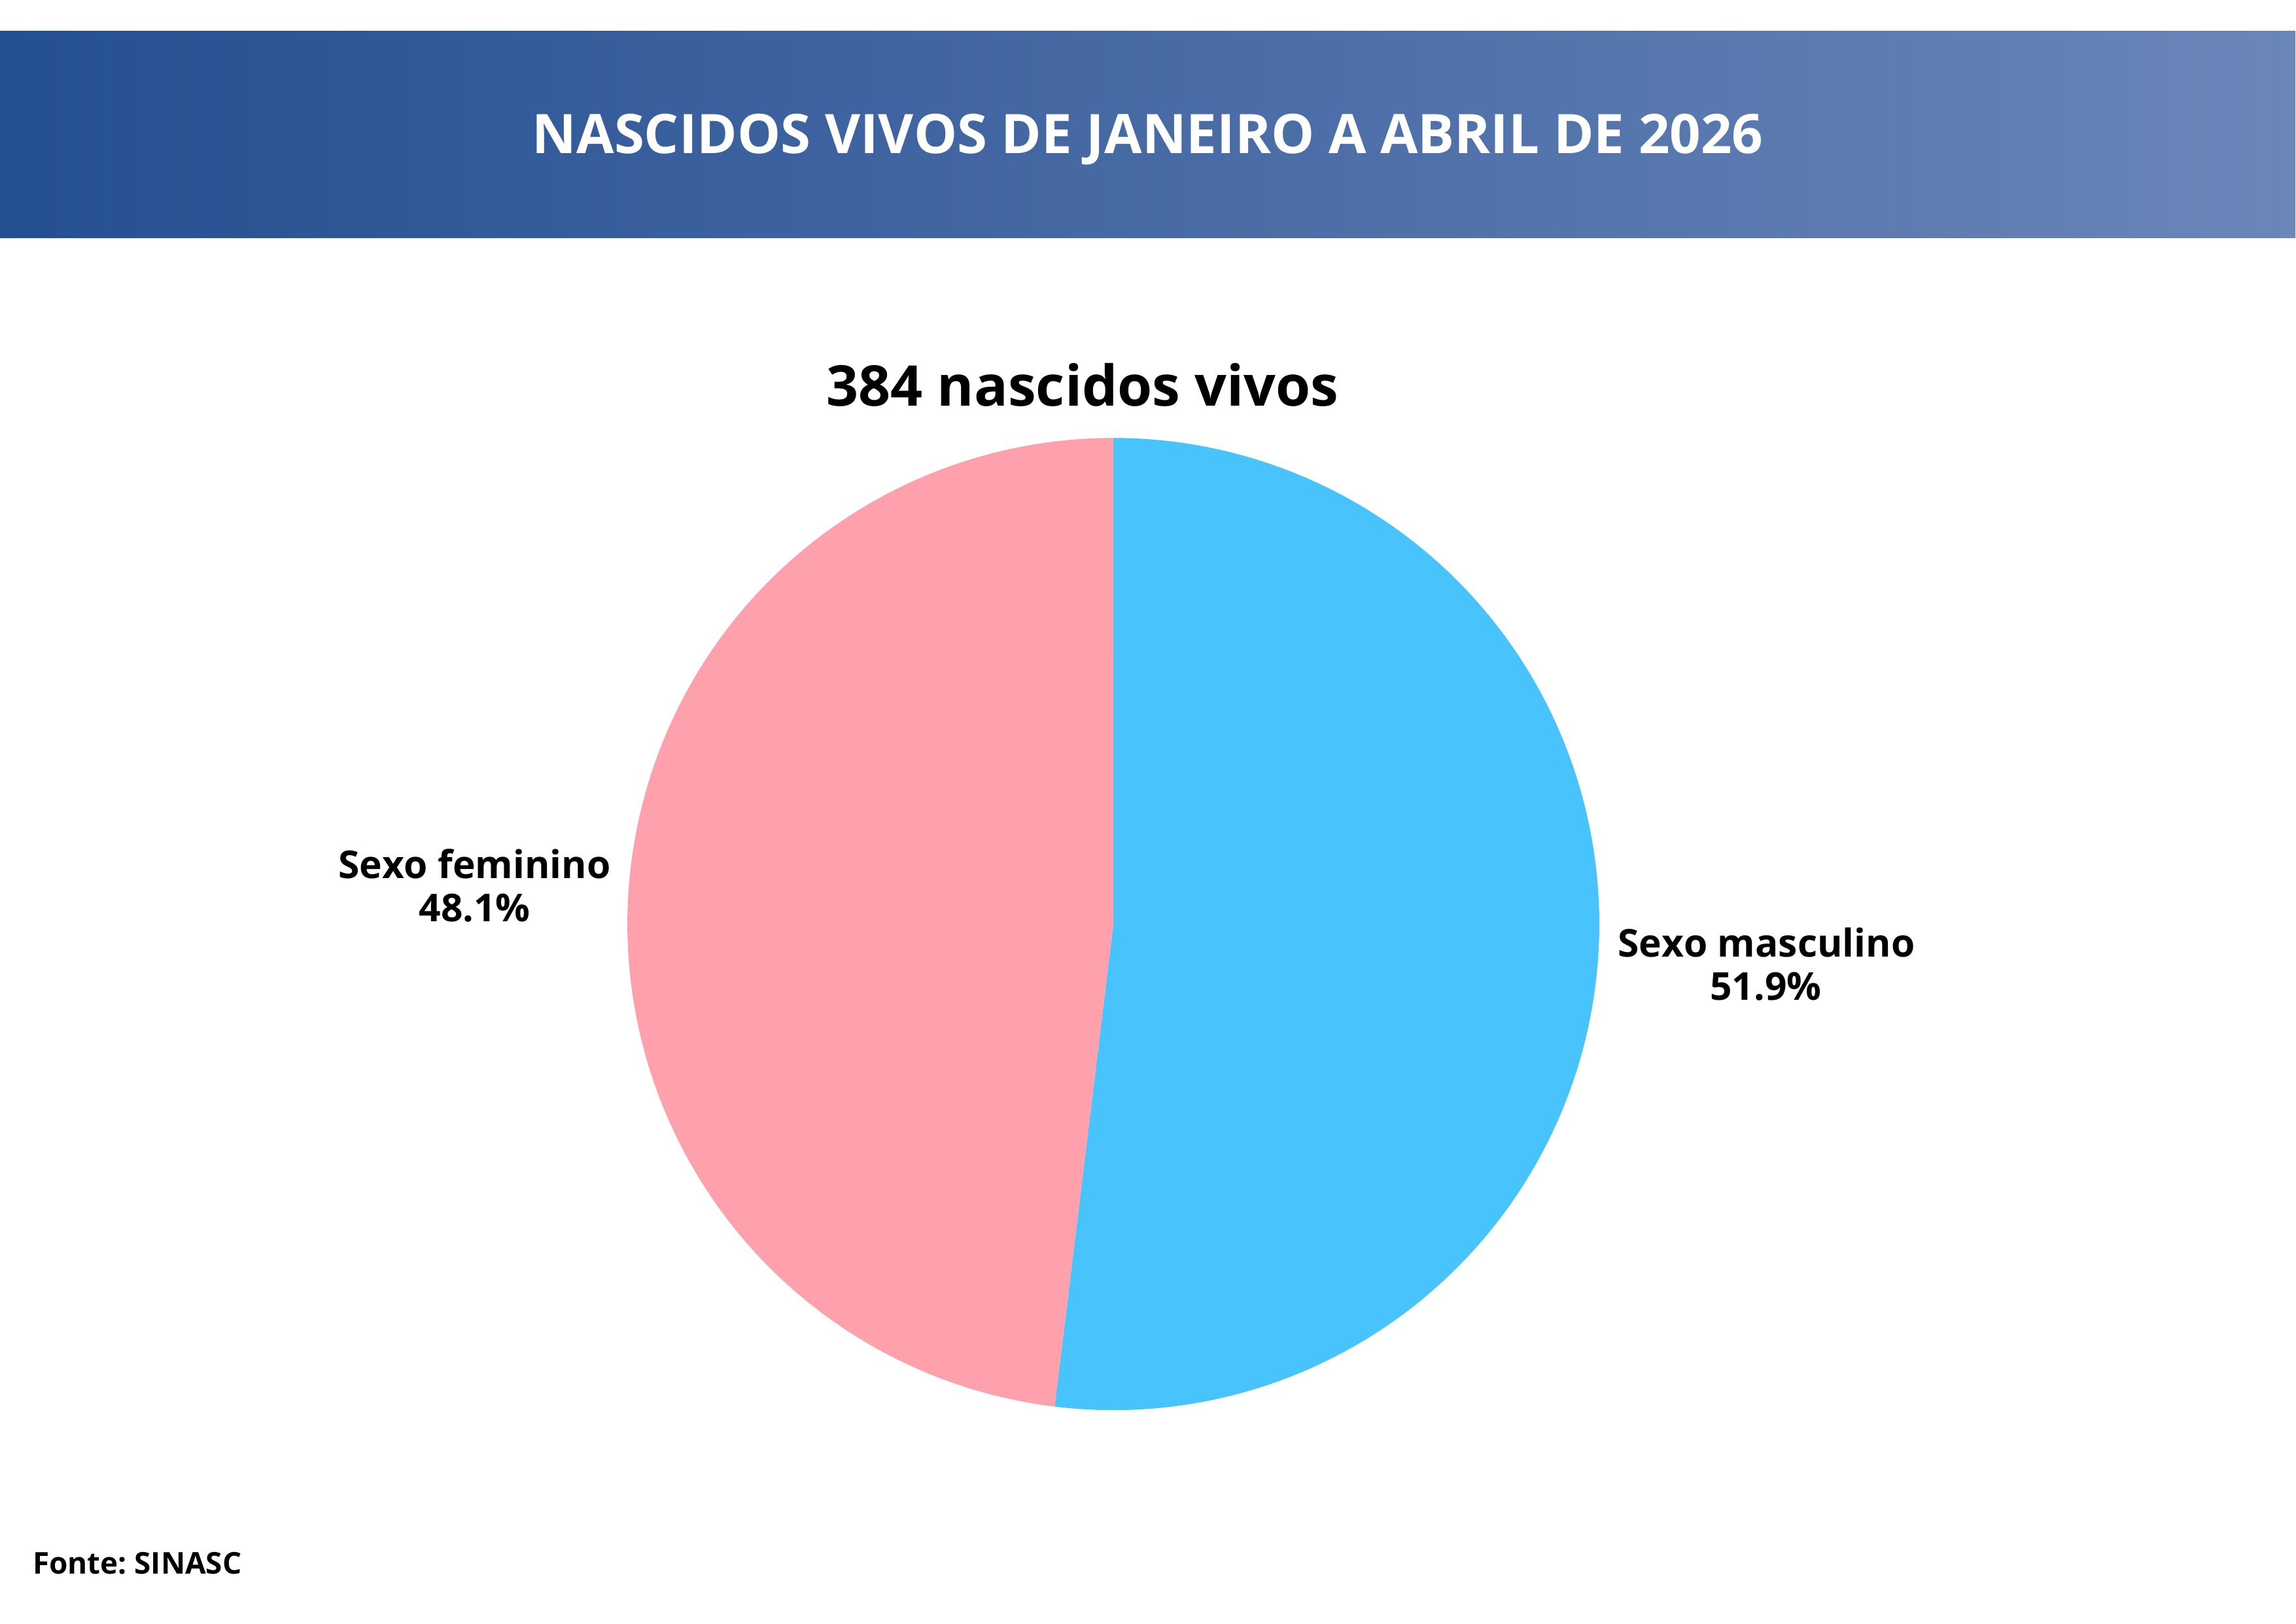 NASCIDOS VIVOS DE JANEIRO A ABRIL DE 2026
384 nascidos vivos
Sexo feminino
48.1%
Sexo masculino
51.9%
Fonte: SINASC